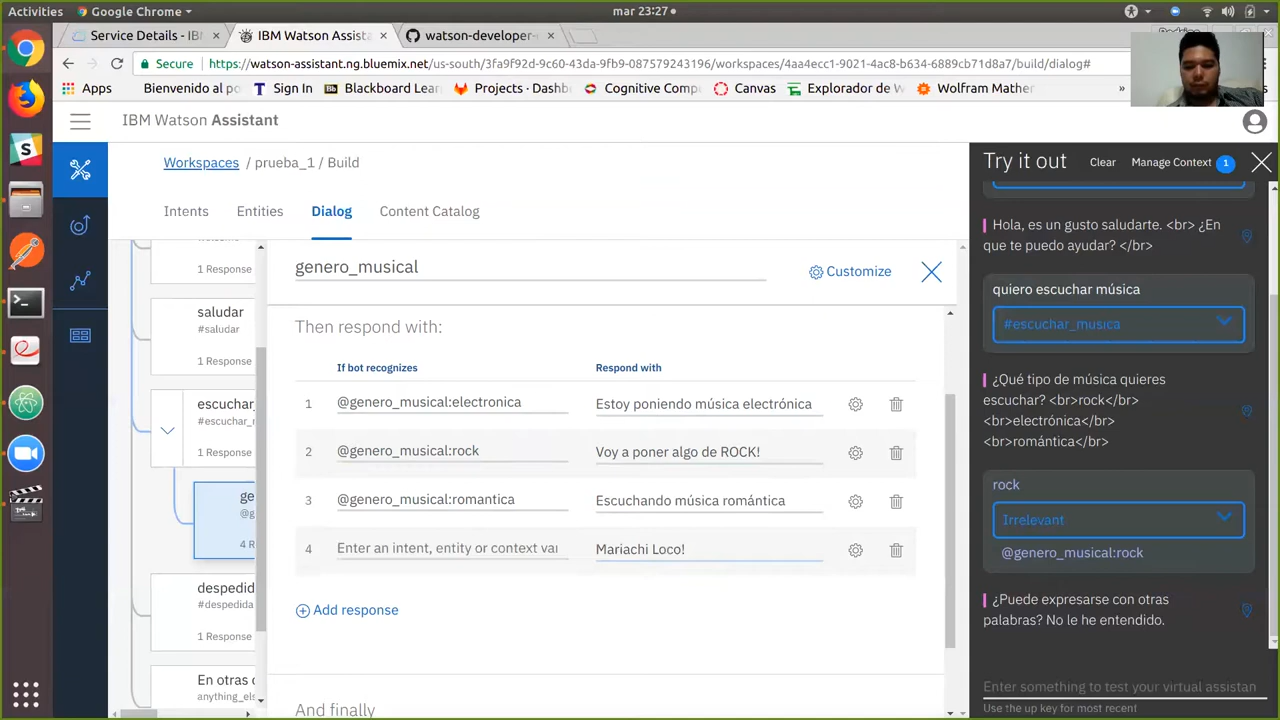 Activities
Google Chrome
mar 23:27
Service Details - IB
IBM Watson Assist
watson-developer-
Secure
https://watson-assistant.ng.bluemix.net/us-south/3fa9f92d-9c60-43da-9fb9-087579243196/workspaces/4aa4ecc1-9021-4ac8-b634-6889cb71d8a7/build/dialog#
Apps
Bienvenido al po
Sign In
Blackboard Lear
Projects · Dashb
Cognitive Compu
Canvas
Explorador de W
Wolfram Mather
»
IBM Watson Assistant
Workspaces / prueba_1 / Build
Intents
Entities
Dialog
Content Catalog
1 Response
saludar
#saludar
1 Response
escuchar_
#escuchar_r
1 Response
ge
@g
4 R
despedid
#despedida
1 Response
En otras
anything_els
genero_musical
Customize
Then respond with:
If bot recognizes
Respond with
1
@genero_musical:electronica
Estoy poniendo música electrónica
2
@genero_musical:rock
Voy a poner algo de ROCK!
3
@genero_musical:romantica
Escuchando música romántica
4
Enter an intent, entity or context var
Mariachi Loco!
Add response
And finally
Try it out
Clear
Manage Context
1
Hola, es un gusto saludarte. <br> ¿En
que te puedo ayudar? </br>
quiero escuchar música
#escuchar_musica
¿Qué tipo de música quieres
escuchar? <br>rock</br>
<br>electrónica</br>
<br>romántica</br>
rock
Irrelevant
@genero_musical:rock
¿Puede expresarse con otras
palabras? No le he entendido.
Enter something to test your virtual assistan
Use the up key for most recent